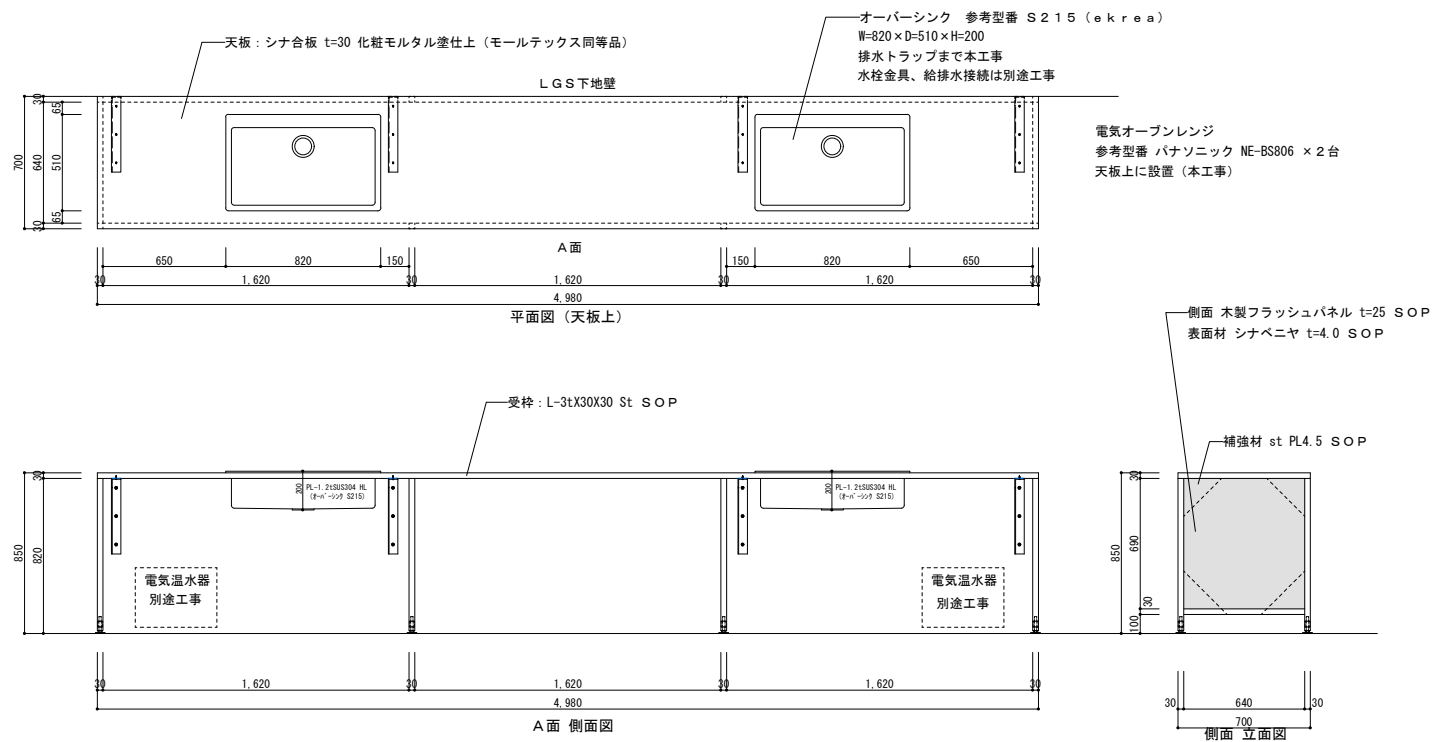 天板：シナ合板 t=30 化粧モルタル塗仕上（モールテックス同等品）
オーバーシンク　参考型番 Ｓ２１５（ｅｋｒｅａ）
W=820×D=510×H=200
排水トラップまで本工事
水栓金具、給排水接続は別途工事
ＬＧＳ下地壁
電気オーブンレンジ
参考型番 パナソニック NE-BS806 ×２台
天板上に設置（本工事）
700
30
640
30
65
510
65
Ａ面
650
820
150
150
820
650
30
1,620
30
1,620
30
1,620
30
4,980
平面図（天板上）
側面 木製フラッシュパネル t=25 ＳＯＰ
表面材 シナベニヤ t=4.0 ＳＯＰ
受枠：L-3tX30X30 St ＳＯＰ
補強材 st PL4.5 ＳＯＰ
850
30
820
200
PL-1.2tSUS304 HL
(ｵｰﾊﾞｰｼﾝｸ S215)
200
PL-1.2tSUS304 HL
(ｵｰﾊﾞｰｼﾝｸ S215)
電気温水器
別途工事
電気温水器
別途工事
850
30
690
30
100
30
1,620
30
1,620
30
1,620
30
4,980
Ａ面 側面図
30
640
30
700
側面 立面図